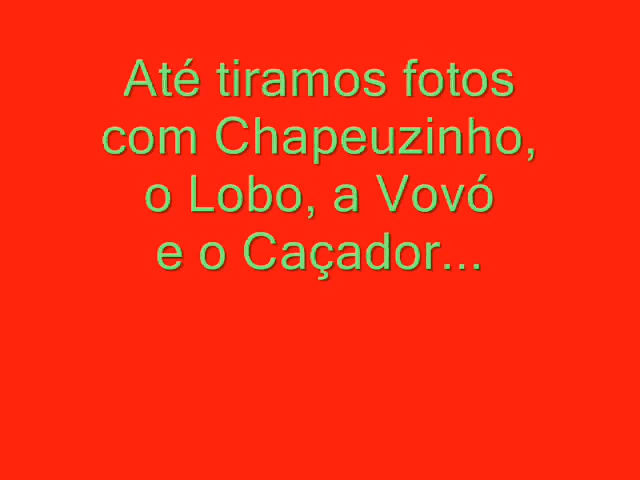 Até tiramos fotos
com Chapeuzinho,
o Lobo, a Vovó
e o Caçador...